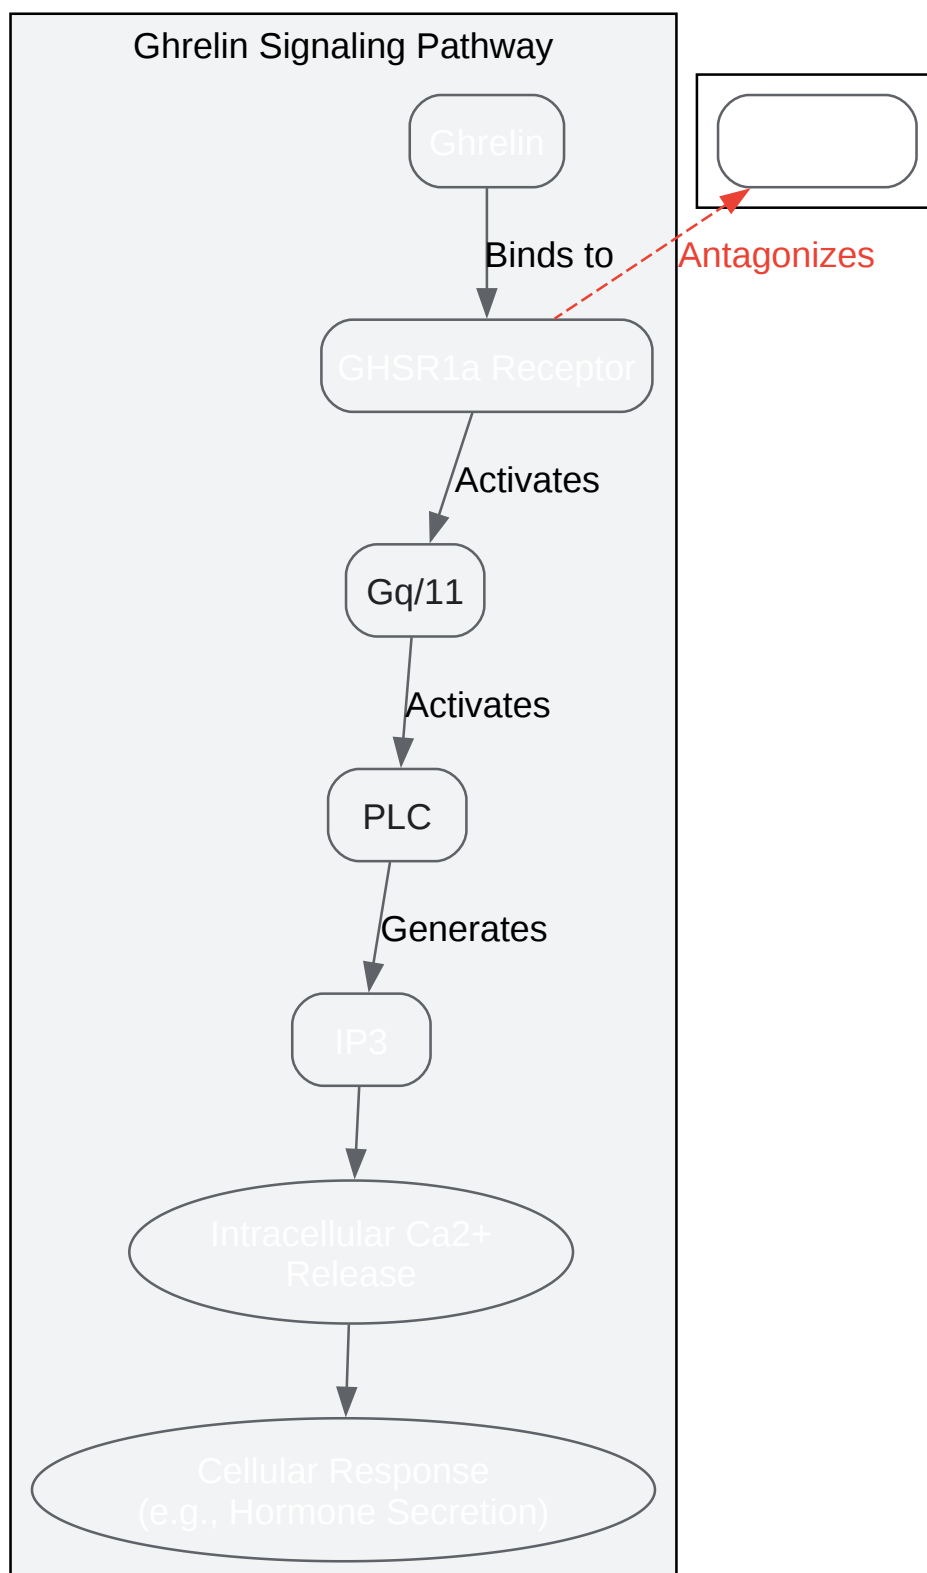 Ghrelin Signaling Pathway
Ghrelin
Binds to
Antagonizes
GHSR1a Receptor
Activates
Gq/11
Activates
PLC
Generates
IP3
Intracellular Ca2+
Release
Cellular Response
(e.g., Hormone Secretion)